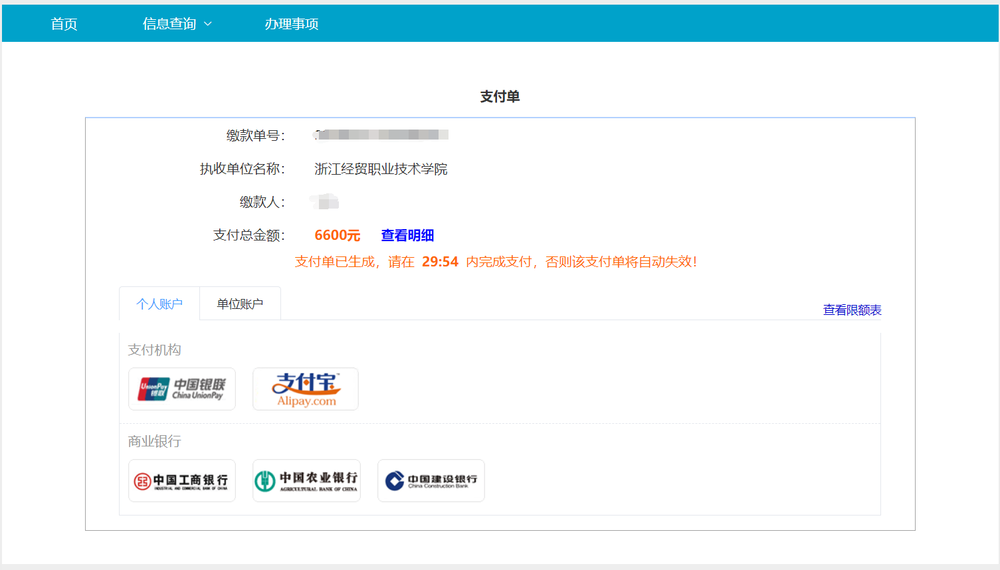 首页 信息查询 办理事项
支付单
缴款单号：
执收单位名称： 浙江经贸职业技术学院
缴款人：
支付总金额： 6600元 查看明细
支付单已生成，请在 29:54 内完成支付，否则该支付单将自动失效！
个人账户 单位账户 查看限额表
支付机构
UnionPay 银联 中国银联 China UnionPay 支付宝 Alipay.com
商业银行
中国工商银行 INDUSTRIAL AND COMMERCIAL BANK OF CHINA 中国农业银行 AGRICULTURAL BANK OF CHINA 中国建设银行 China Construction Bank